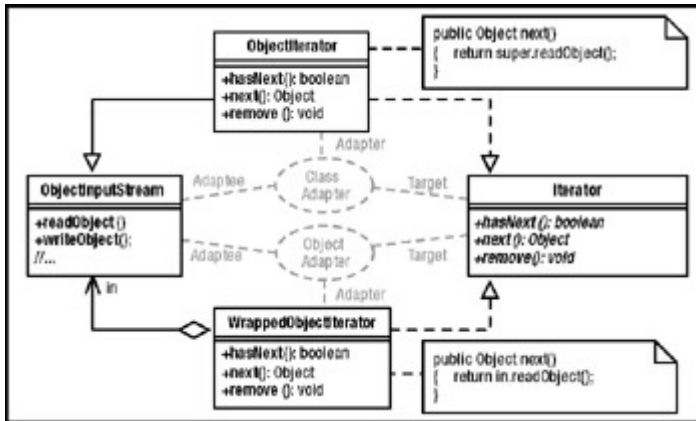 ObjectIterator
+hasNext(): boolean
+next(): Object
+remove (): void
public Object next()
{ return super.readObject();
}
Adapter
Class
Adapter
Adaptee
Target
ObjectInputStream
+readObject()
+writeObject();
//...
Iterator
+hasNext(): boolean
+next(): Object
+remove(): void
Object
Adapter
Adaptee
Target
Adapter
in
WrappedObjectIterator
+hasNext(): boolean
+next(): Object
+remove (): void
public Object next()
{ return in.readObject();
}